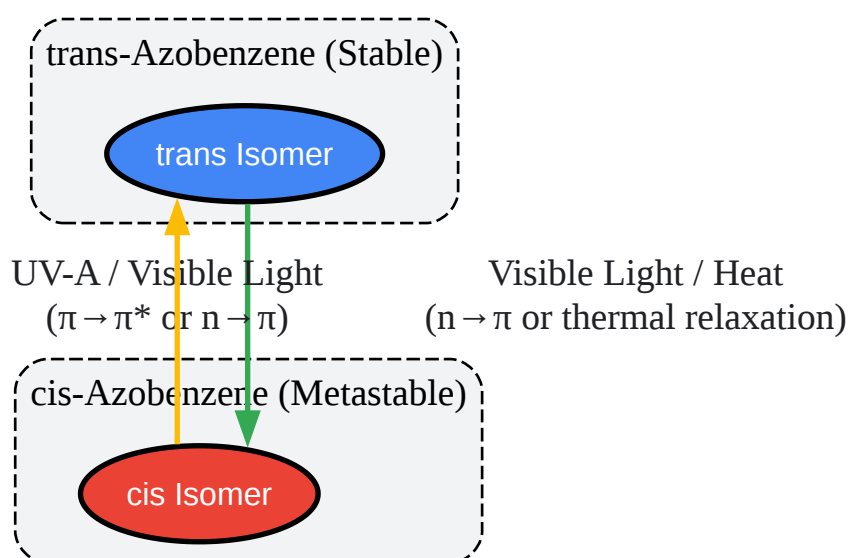 trans-Azobenzene (Stable)
trans Isomer
UV-A / Visible Light
(π→π* or n→π)
Visible Light / Heat
(n→π or thermal relaxation)
cis-Azobenzene (Metastable)
cis Isomer